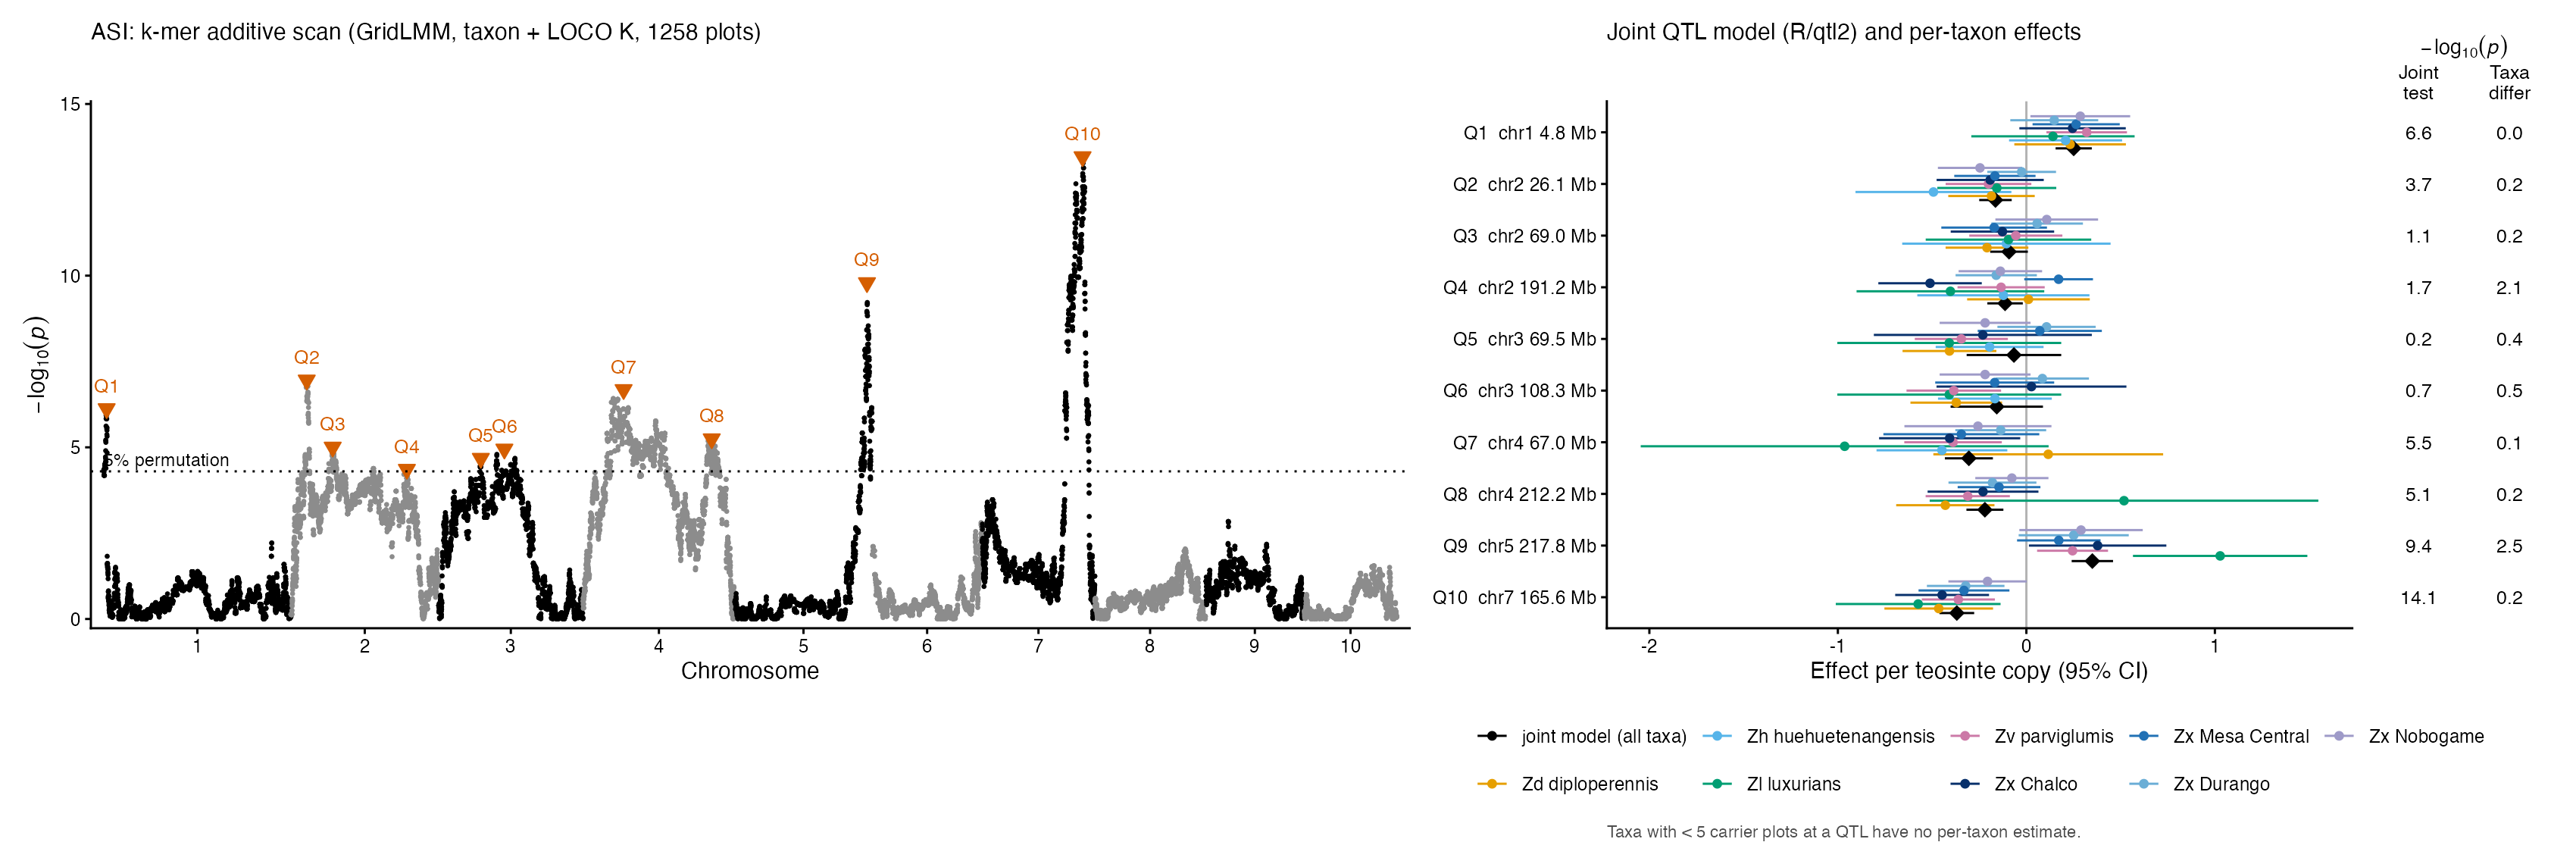 ASI: k-mer additive scan (GridLMM, taxon + LOCO K, 1258 plots)
−log10(p)
15
10
5
0
5% permutation
Q1
Q2
Q3
Q4
Q5
Q6
Q7
Q8
Q9
Q10
1 2 3 4 5 6 7 8 9 10
Chromosome
Joint QTL model (R/qtl2) and per-taxon effects
−log10(p)
Joint test
Taxa differ
Q1 chr1 4.8 Mb 6.6 0.0
Q2 chr2 26.1 Mb 3.7 0.2
Q3 chr2 69.0 Mb 1.1 0.2
Q4 chr2 191.2 Mb 1.7 2.1
Q5 chr3 69.5 Mb 0.2 0.4
Q6 chr3 108.3 Mb 0.7 0.5
Q7 chr4 67.0 Mb 5.5 0.1
Q8 chr4 212.2 Mb 5.1 0.2
Q9 chr5 217.8 Mb 9.4 2.5
Q10 chr7 165.6 Mb 14.1 0.2
-2 -1 0 1
Effect per teosinte copy (95% CI)
joint model (all taxa) Zh huehuetenangensis Zv parviglumis Zx Mesa Central Zx Nobogame
Zd diploperennis Zl luxurians Zx Chalco Zx Durango
Taxa with < 5 carrier plots at a QTL have no per-taxon estimate.